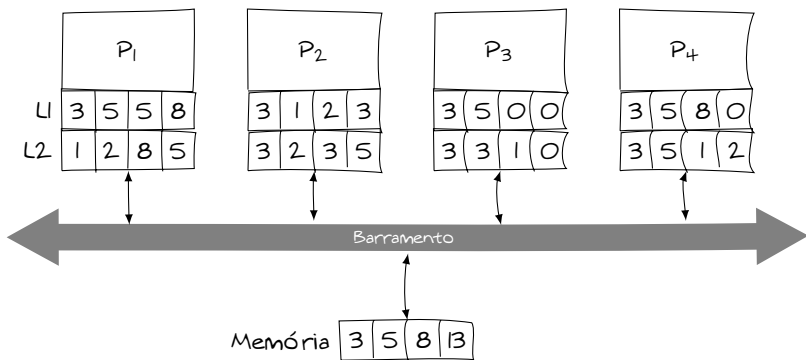 P1 P2 P3 P4
L1 3 5 5 8 3 1 2 3 3 5 0 0 3 5 8 0
L2 1 2 8 5 3 2 3 5 3 3 1 0 3 5 1 2
Barramento
Memória 3 5 8 13